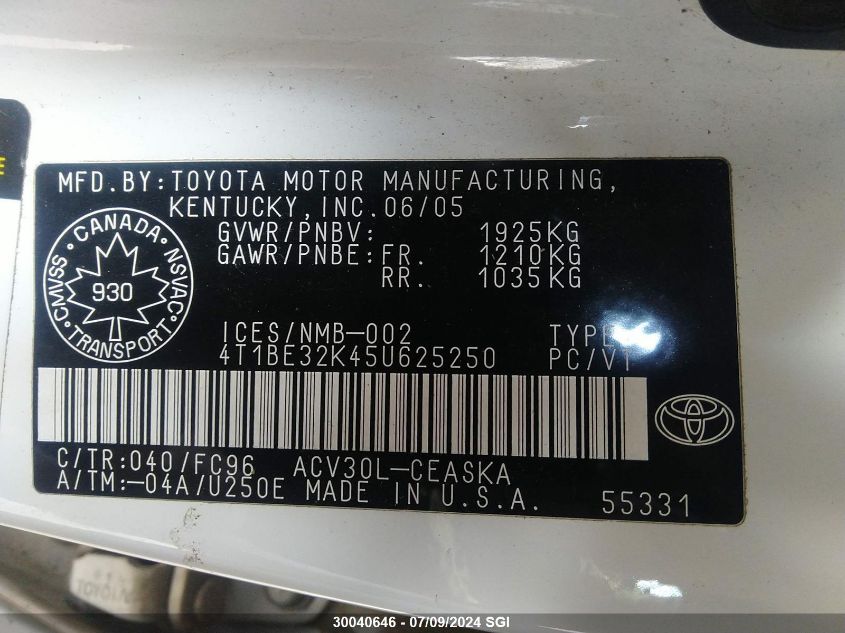 MFD.BY:TOYOTA MOTOR MANUFACTURING,
KENTUCKY,INC.06/05
GVWR/PNBV: 1925KG
GAWR/PNBE:FR. 1210KG
RR. 1035KG
CANADA
CMVSS 930 NSVAC
TRANSPORT
ICES/NMB-002 TYPE
4T1BE32K45U625250 PC/VT
C/TR:040/FC96 ACV30L-CEASKA
A/TM:-04A/U250E MADE IN U.S.A. 55331
30040646 - 07/09/2024 SGI